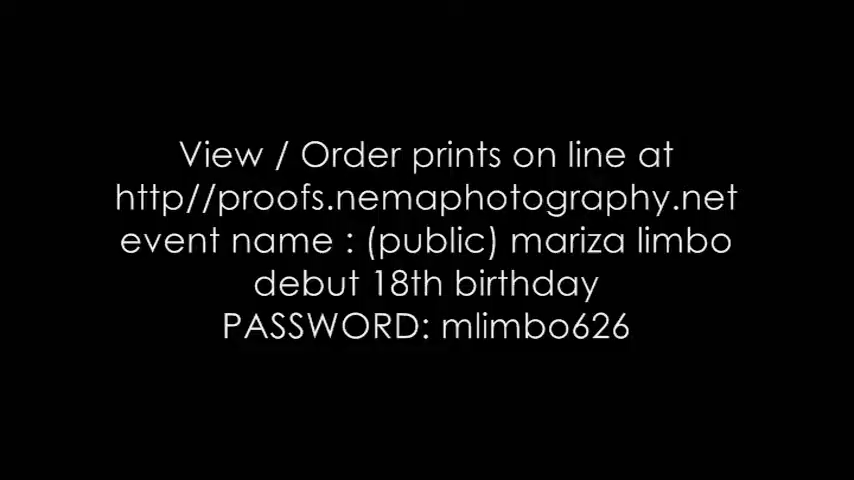 View / Order prints on line at
http//proofs.nemaphotography.net
event name : (public) mariza limbo
debut 18th birthday
PASSWORD: mlimbo626